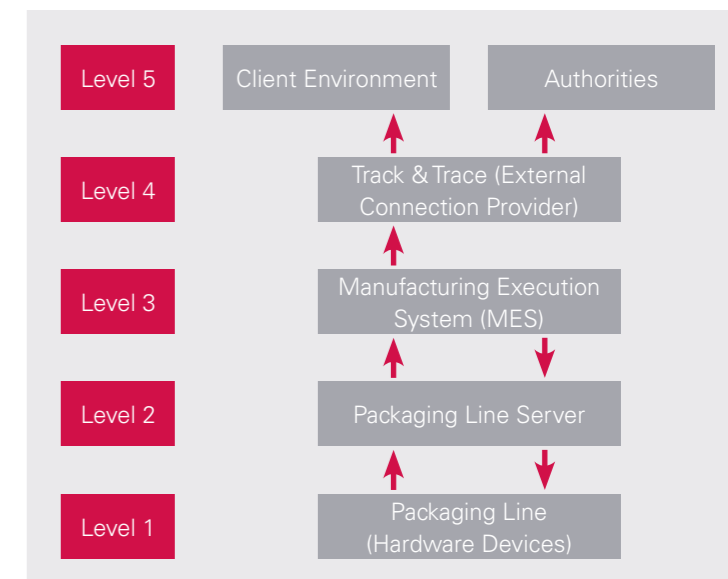 Level 5
Client Environment
Authorities
Level 4
Track & Trace (External
Connection Provider)
Level 3
Manufacturing Execution
System (MES)
Level 2
Packaging Line Server
Level 1
Packaging Line
(Hardware Devices)